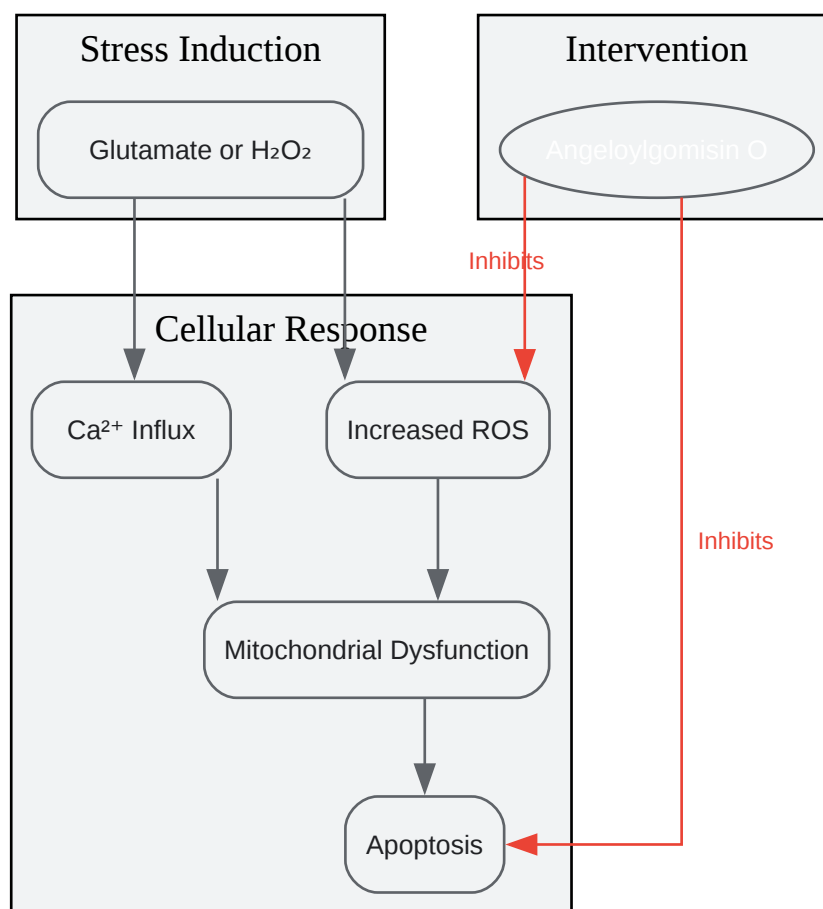 Stress Induction
Intervention
Glutamate or H₂O₂
Angeloylgomisin O
Inhibits
Cellular Response
Ca²⁺ Influx
Increased ROS
Inhibits
Mitochondrial Dysfunction
Apoptosis